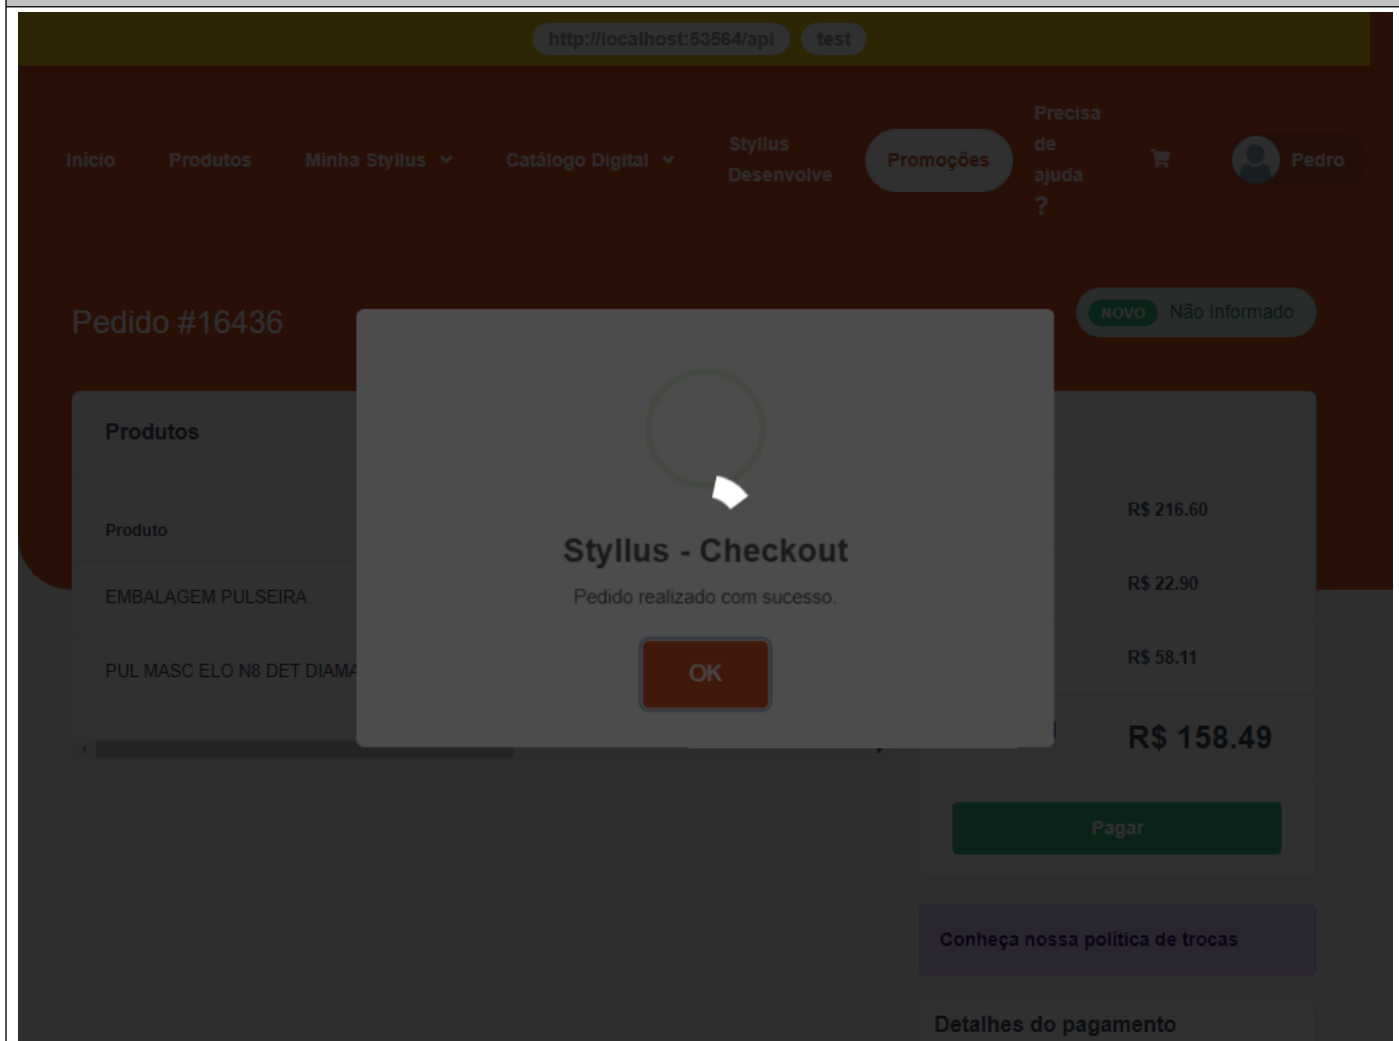 http://localhost:53564/api test
Início Produtos Minha Styllus Catálogo Digital Styllus Desenvolve Promoções Precisa de ajuda ? Pedro
Pedido #16436
NOVO Não Informado
Produtos
Produto
EMBALAGEM PULSEIRA
PUL MASC ELO N8 DET DIAMA
Styllus - Checkout
Pedido realizado com sucesso.
OK
R$ 216.60
R$ 22.90
R$ 58.11
R$ 158.49
Pagar
Conheça nossa política de trocas
Detalhes do pagamento